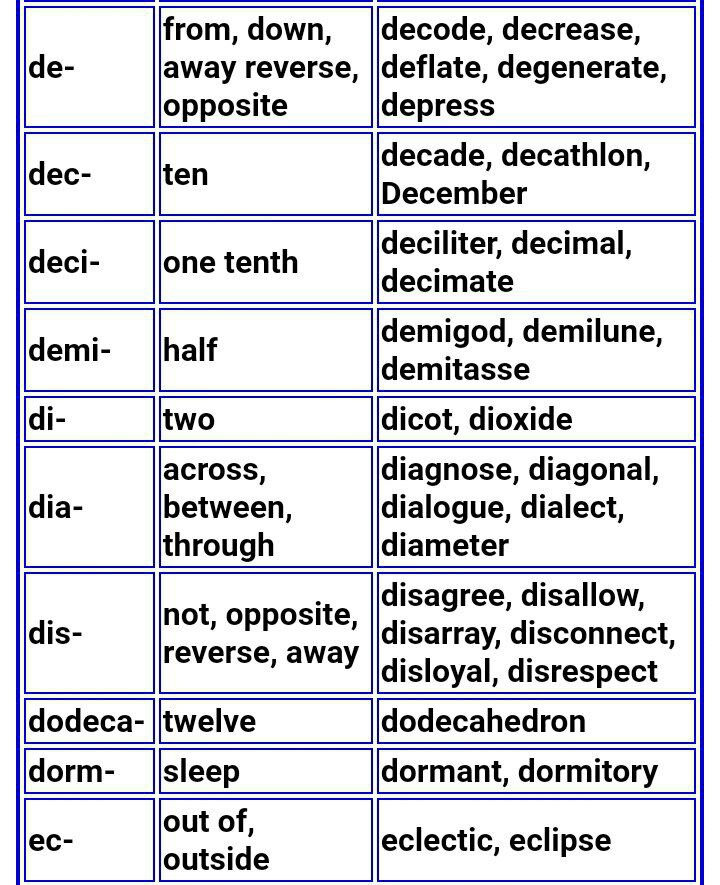 de-
from, down,
away reverse,
opposite
decode, decrease,
deflate, degenerate,
depress
dec-
ten
decade, decathlon,
December
deci-
one tenth
deciliter, decimal,
decimate
demi-
half
demigod, demilune,
demitasse
di-
two
dicot, dioxide
dia-
across,
between,
through
diagnose, diagonal,
dialogue, dialect,
diameter
dis-
not, opposite,
reverse, away
disagree, disallow,
disarray, disconnect,
disloyal, disrespect
dodeca-
twelve
dodecahedron
dorm-
sleep
dormant, dormitory
ec-
out of,
outside
eclectic, eclipse